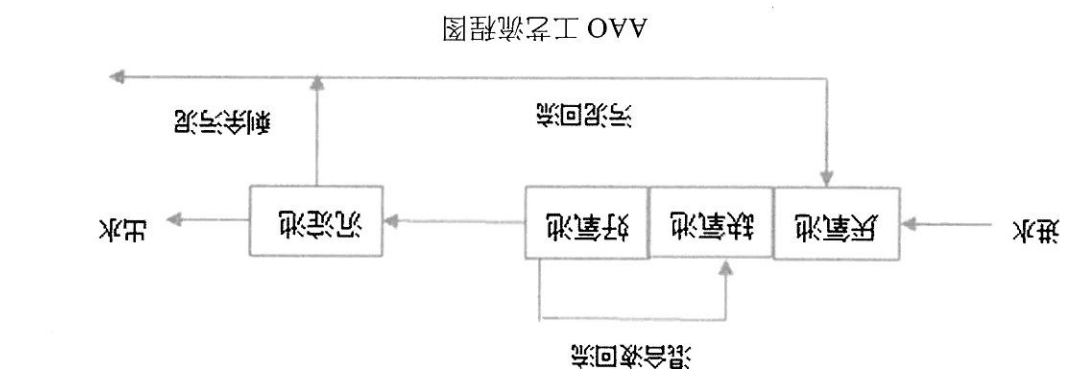 混合液回流
进水
厌氧池
缺氧池
好氧池
沉淀池
出水
污泥回流
剩余污泥
AAO 工艺流程图